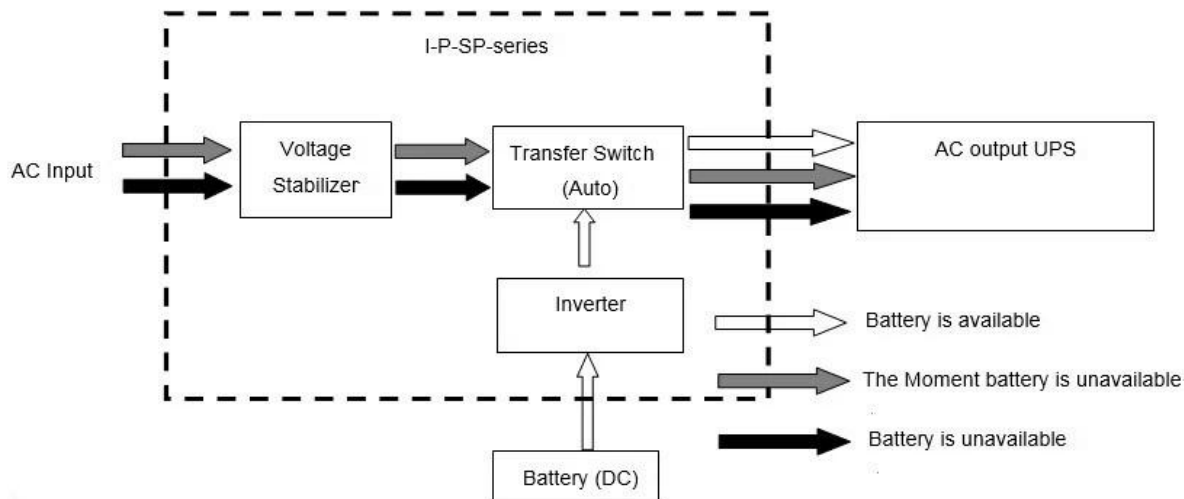 I-P-SP-series
AC Input
Voltage
Stabilizer
Transfer Switch
(Auto)
AC output UPS
Inverter
Battery (DC)
Battery is available
The Moment battery is unavailable
Battery is unavailable